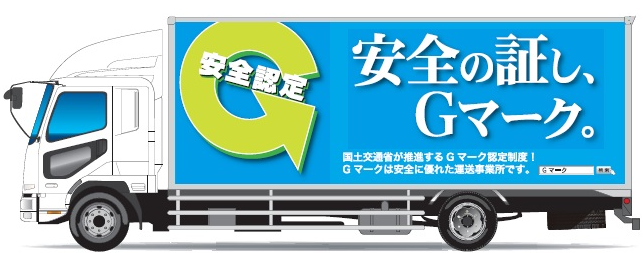 安全認定
安全の証し、
Gマーク。
国土交通省が推進するGマーク認定制度!
Gマークは安全に優れた運送事業所です。
Gマーク 検索